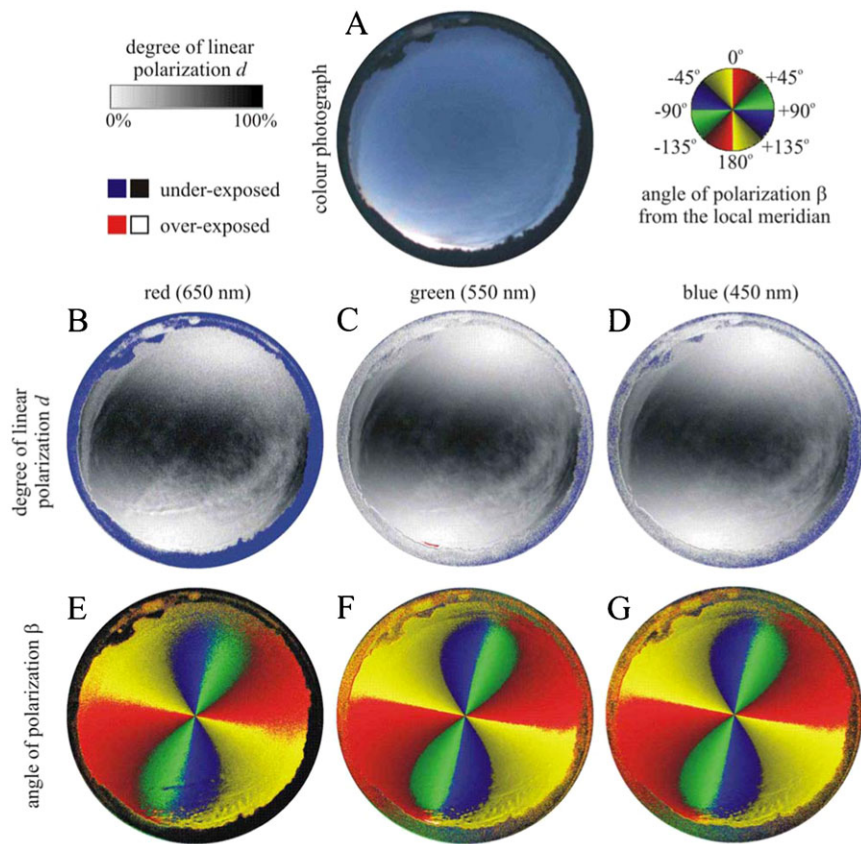 A
degree of linear
polarization d
0%
100%
under-exposed
over-exposed
colour photograph
0°
-45°
+45°
-90°
+90°
-135°
+135°
180°
angle of polarization β
from the local meridian
red (650 nm)
green (550 nm)
blue (450 nm)
B
C
D
degree of linear
polarization d
E
F
G
angle of polarization β